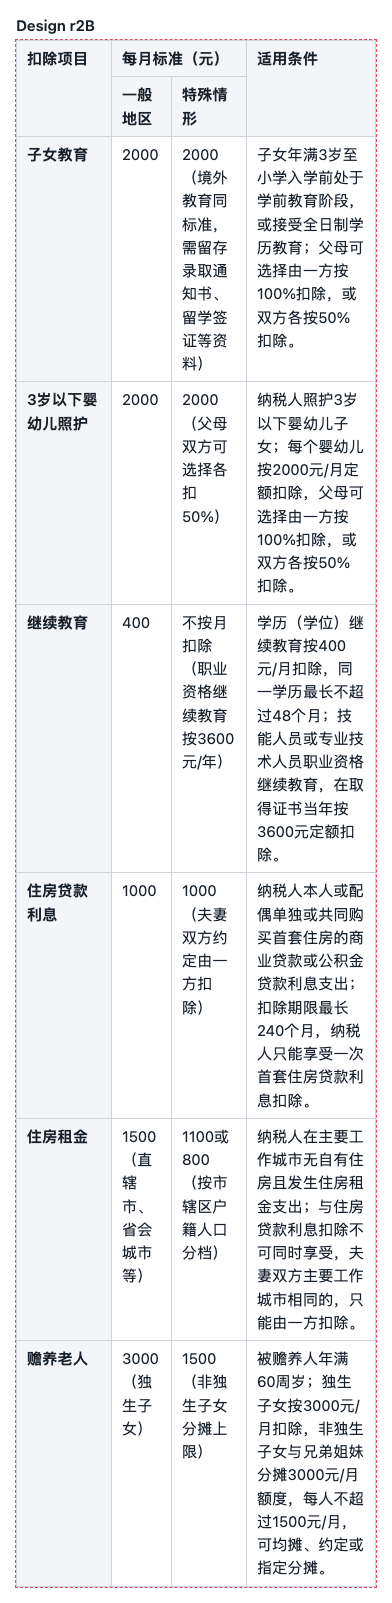 Design r2B
扣除项目
每月标准（元）
适用条件
一般
地区
特殊情
形
子女教育
2000
2000
（境外
教育同
标准，
需留存
录取通
知书、
留学签
证等资
料）
子女年满3岁至
小学入学前处于
学前教育阶段，
或接受全日制学
历教育；父母可
选择由一方按
100%扣除，或
双方各按50%
扣除。
3岁以下婴
幼儿照护
2000
2000
（父母
双方可
选择各
扣
50%）
纳税人照护3岁
以下婴幼儿子
女；每个婴幼儿
按2000元/月定
额扣除，父母可
选择由一方按
100%扣除，或
双方各按50%
扣除。
继续教育
400
不按月
扣除
（职业
资格继
续教育
按3600
元/年）
学历（学位）继
续教育按400
元/月扣除，同
一学历最长不超
过48个月；技
能人员或专业技
术人员职业资格
继续教育，在取
得证书当年按
3600元定额扣
除。
住房贷款
利息
1000
1000
（夫妻
双方约
定由一
方扣
除）
纳税人本人或配
偶单独或共同购
买首套住房的商
业贷款或公积金
贷款利息支出；
扣除期限最长
240个月，纳税
人只能享受一次
首套住房贷款利
息扣除。
住房租金
1500
（直
辖
市、
省会
城市
等）
1100或
800
（按市
辖区户
籍人口
分档）
纳税人在主要工
作城市无自有住
房且发生住房租
金支出；与住房
贷款利息扣除不
可同时享受，夫
妻双方主要工作
城市相同的，只
能由一方扣除。
赡养老人
3000
（独
生子
女）
1500
（非独
生子女
分摊上
限）
被赡养人年满
60周岁；独生
子女按3000元/
月扣除，非独生
子女与兄弟姐妹
分摊3000元/月
额度，每人不超
过1500元/月，
可均摊、约定或
指定分摊。